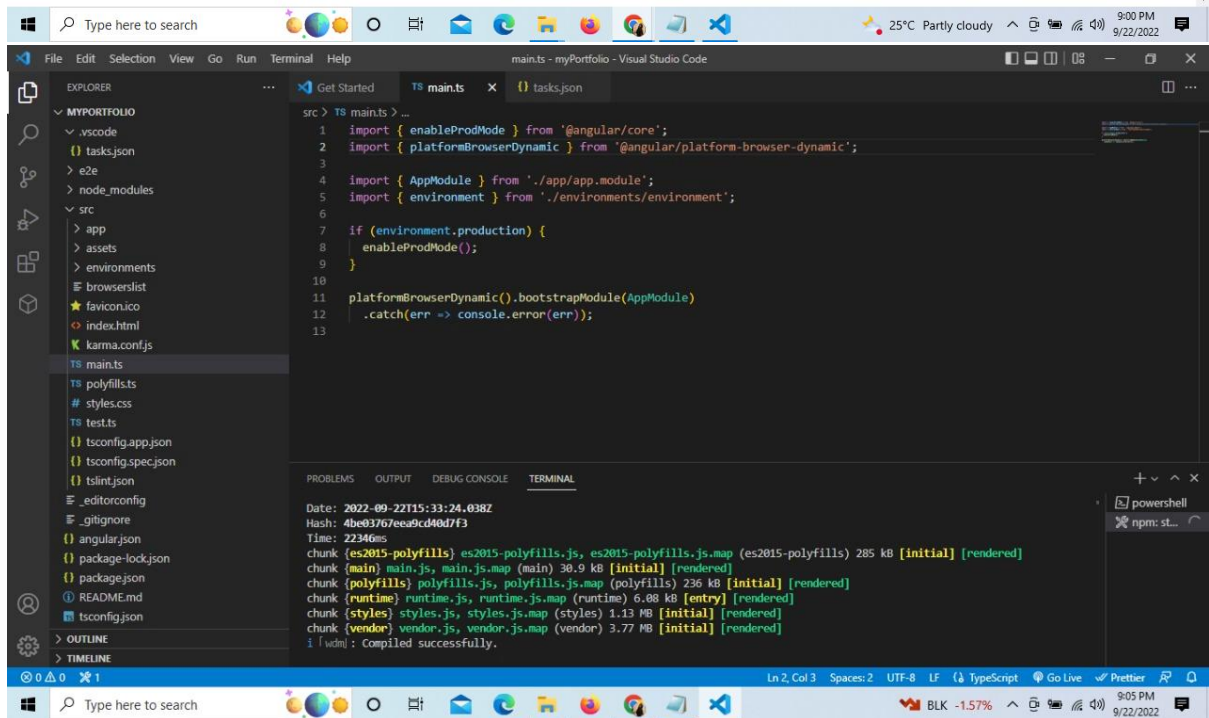 Type here to search
25°C Partly cloudy
9:00 PM
9/22/2022
File Edit Selection View Go Run Terminal Help
main.ts - myPortfolio - Visual Studio Code
EXPLORER
MYPORTFOLIO
.vscode
{} tasks.json
> e2e
> node_modules
src
> app
> assets
> environments
browserslist
favicon.ico
<> index.html
K karma.conf.js
TS main.ts
TS polyfills.ts
# styles.css
TS test.ts
{} tsconfig.app.json
{} tsconfig.spec.json
{} tslint.json
_editorconfig
_gitignore
{} angular.json
{} package-lock.json
{} package.json
README.md
tsconfig.json
> OUTLINE
> TIMELINE
Get Started TS main.ts X {} tasks.json
src > TS main.ts > ...
1 import { enableProdMode } from '@angular/core';
2 import { platformBrowserDynamic } from '@angular/platform-browser-dynamic';
3
4 import { AppModule } from './app/app.module';
5 import { environment } from './environments/environment';
6
7 if (environment.production) {
8 enableProdMode();
9 }
10
11 platformBrowserDynamic().bootstrapModule(AppModule)
12 .catch(err => console.error(err));
13
PROBLEMS OUTPUT DEBUG CONSOLE TERMINAL
Date: 2022-09-22T15:33:24.038Z
Hash: 4be03767eea9cd40d7f3
Time: 22346ms
chunk {es2015-polyfills} es2015-polyfills.js, es2015-polyfills.js.map (es2015-polyfills) 285 kB [initial] [rendered]
chunk {main} main.js, main.js.map (main) 30.9 kB [initial] [rendered]
chunk {polyfills} polyfills.js, polyfills.js.map (polyfills) 236 kB [initial] [rendered]
chunk {runtime} runtime.js, runtime.js.map (runtime) 6.08 kB [entry] [rendered]
chunk {styles} styles.js, styles.js.map (styles) 1.13 MB [initial] [rendered]
chunk {vendor} vendor.js, vendor.js.map (vendor) 3.77 MB [initial] [rendered]
i ｢wdm｣: Compiled successfully.
powershell
npm: st...
0 0 1
Ln 2, Col 3 Spaces: 2 UTF-8 LF TypeScript Go Live Prettier
Type here to search
BLK -1.57%
9:05 PM
9/22/2022